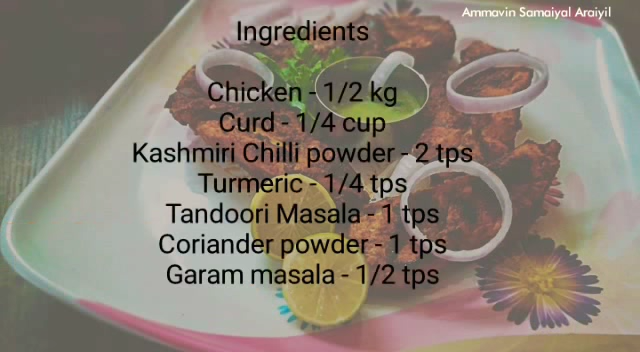 Ammavin Samaiyal Araiyil
Ingredients
Chicken - 1/2 kg
Curd - 1/4 cup
Kashmiri Chilli powder - 2 tps
Turmeric - 1/4 tps
Tandoori Masala - 1 tps
Coriander powder - 1 tps
Garam masala - 1/2 tps